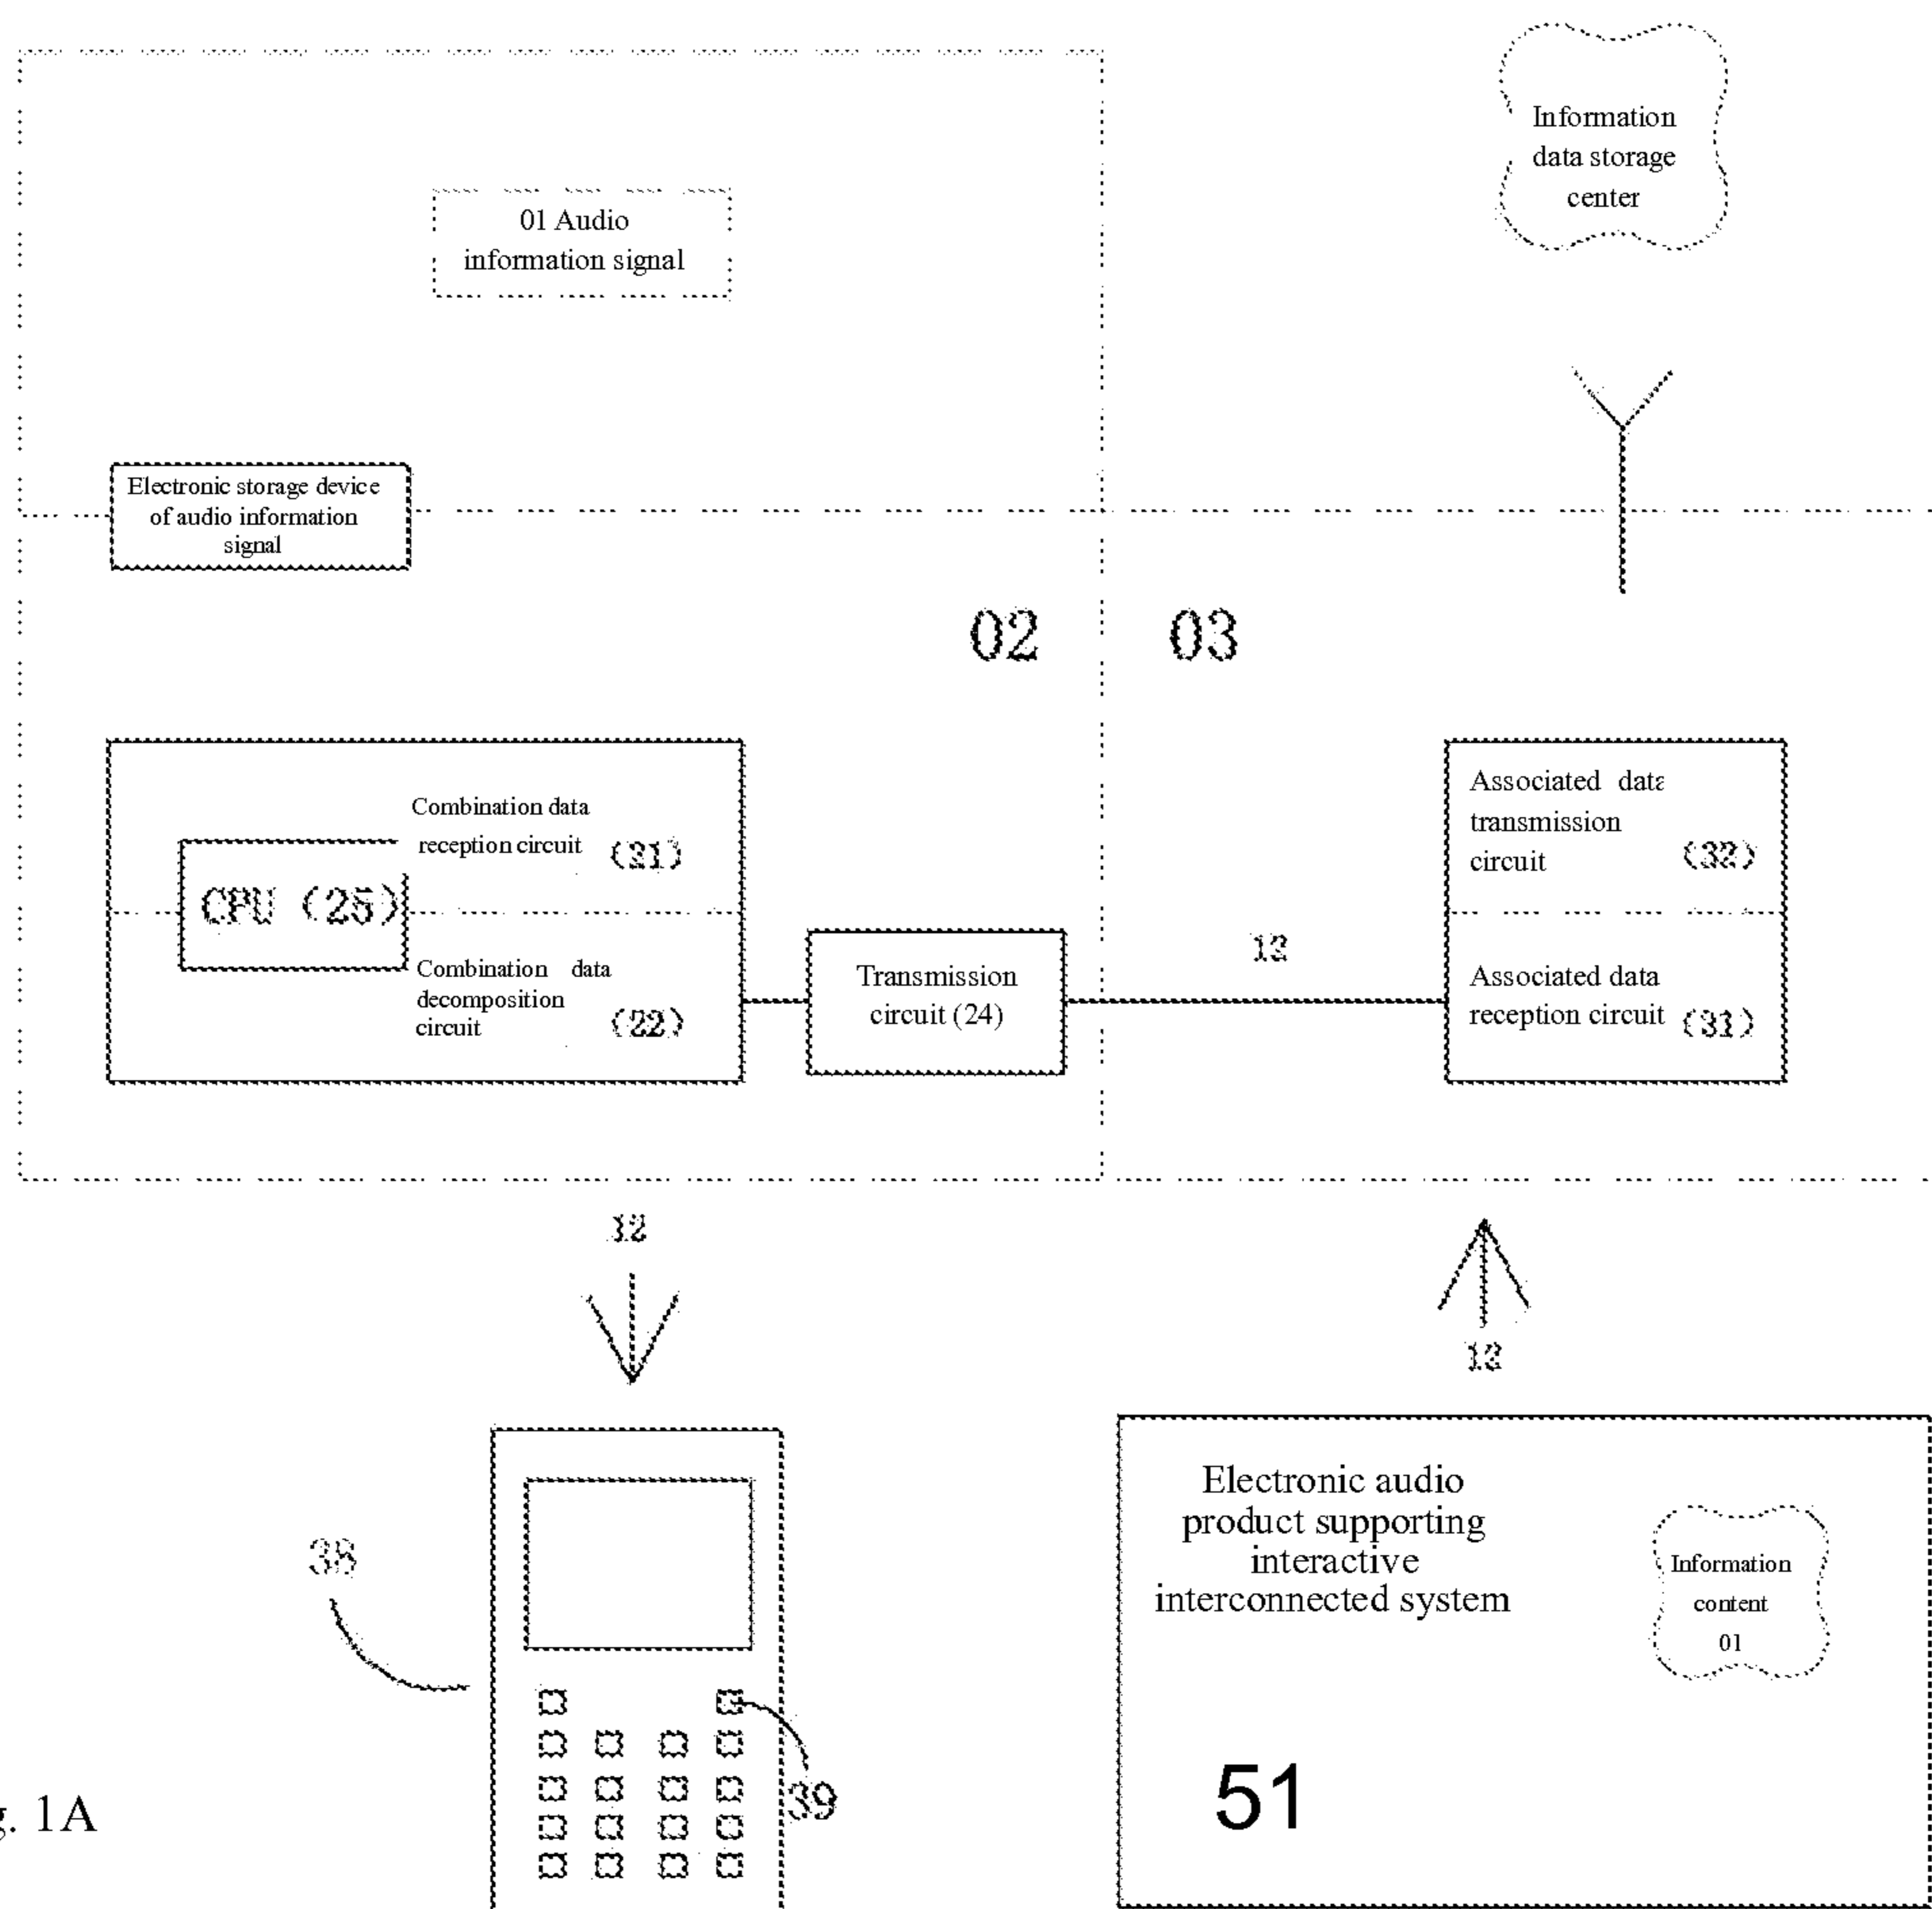 Information
data storage
center
01 Audio
information signal
Electronic storage device
of audio information
signal
02
03
Combination data
reception circuit (21)
CPU (25)
Combination data
decomposition
circuit (22)
Transmission
circuit (24)
12
Associated data
transmission
circuit (32)
Associated data
reception circuit (31)
12
12
38
39
Electronic audio
product supporting
interactive
interconnected system
Information
content
01
51
g. 1A